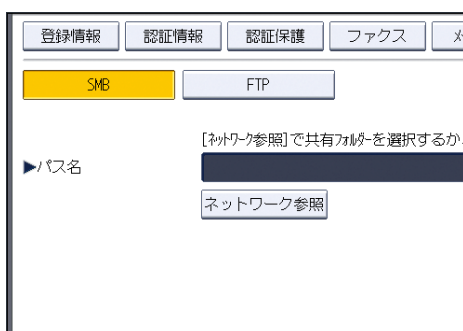 登録情報 認証情報 認証保護 ファクス
SMB FTP
[ﾈｯﾄﾜｰｸ参照]で共有ﾌｫﾙﾀﾞｰを選択するか
▶パス名
ネットワーク参照